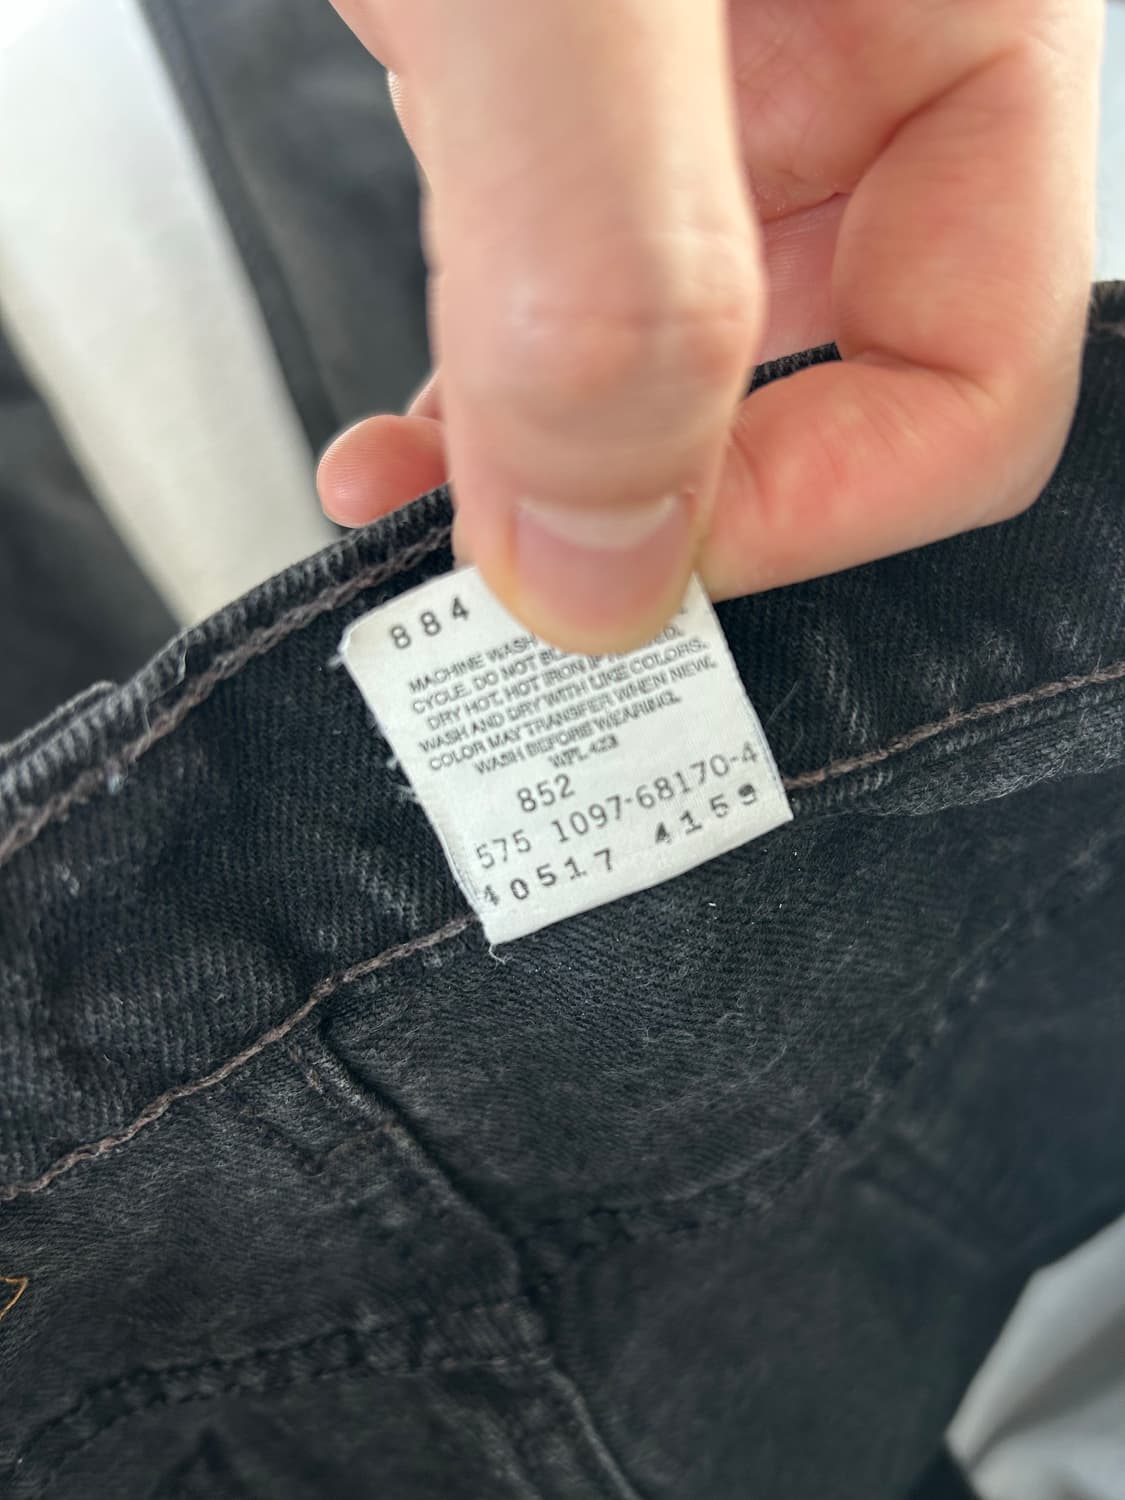 884
MACHINE WASH
CYCLE. DO NOT
DRY HOT. HOT IRON IF
WASH AND DRY WITH LIKE COLORS.
COLOR MAY TRANSFER WHEN NEW.
WASH BEFORE WEARING.
WPL 423
852
575 1097-68170-4
40517 4159